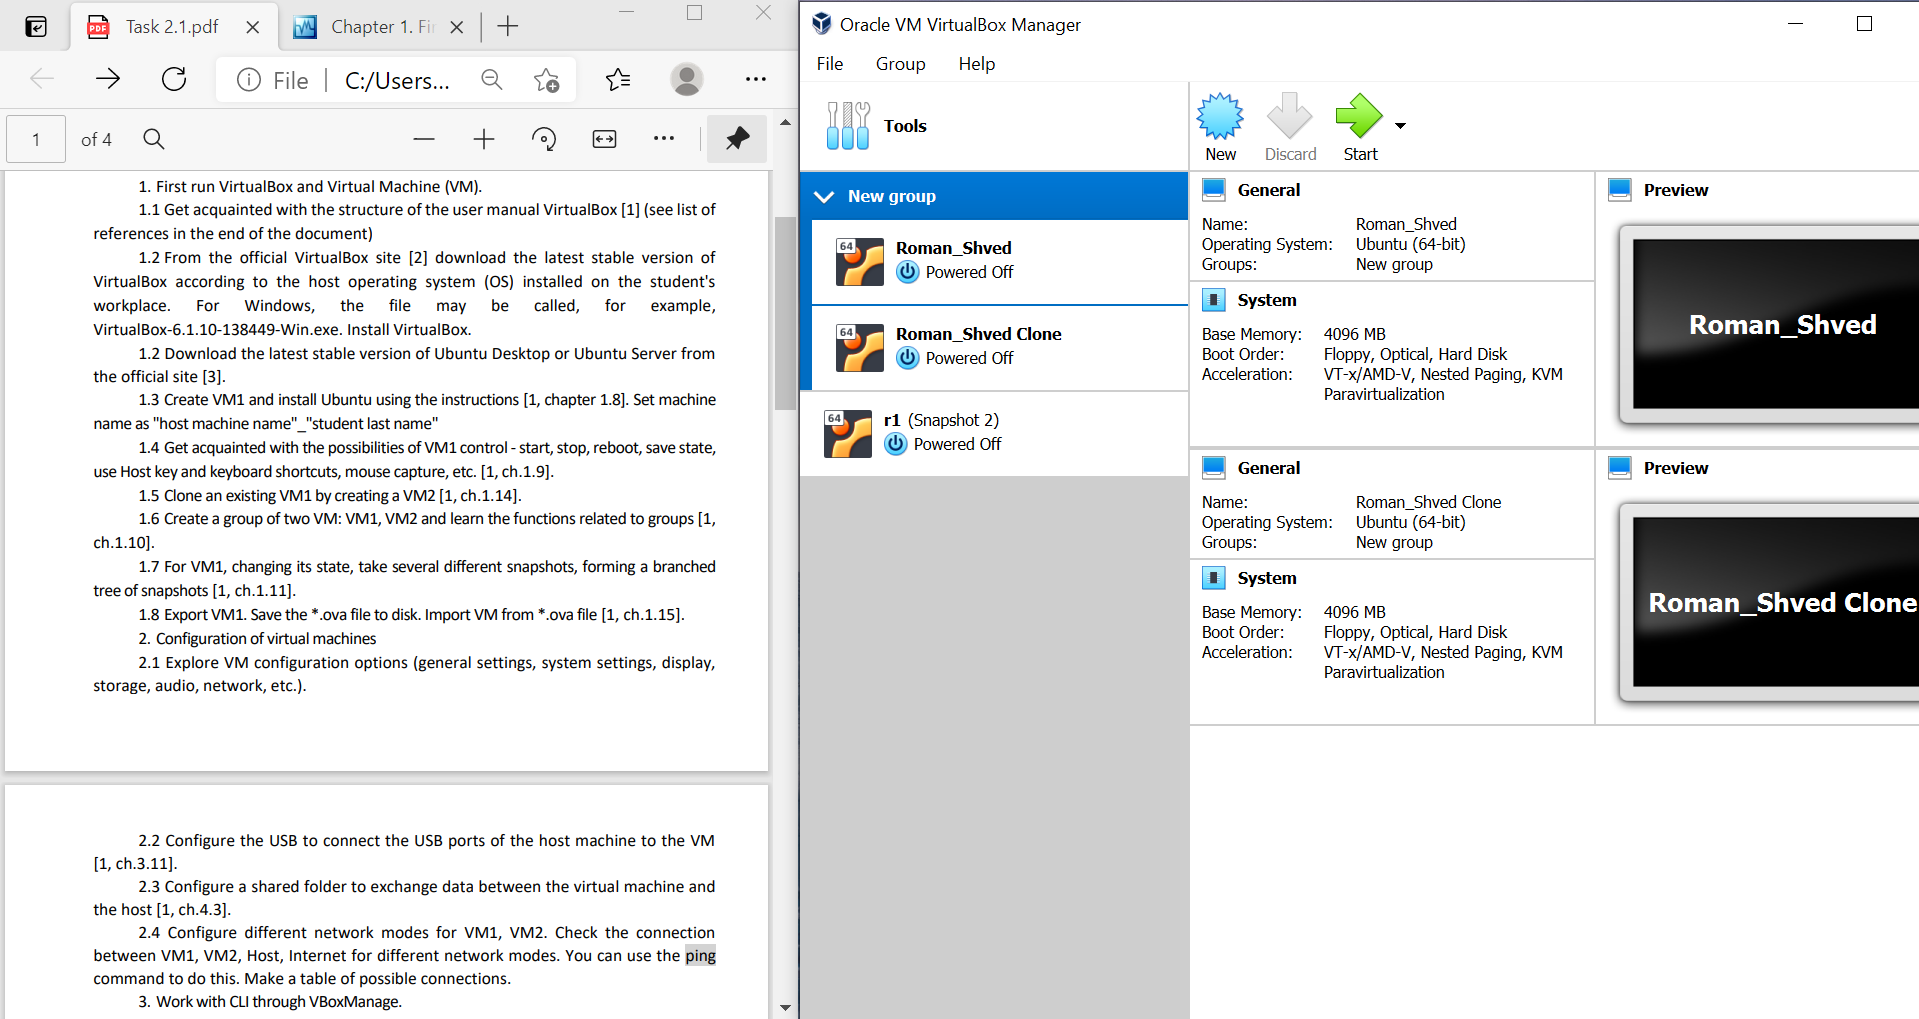 Task 2.1.pdf
Chapter 1. Fir
File
C:/Users...
1
of 4
1. First run VirtualBox and Virtual Machine (VM).
1.1 Get acquainted with the structure of the user manual VirtualBox [1] (see list of
references in the end of the document)
1.2 From the official VirtualBox site [2] download the latest stable version of
VirtualBox according to the host operating system (OS) installed on the student's
workplace. For Windows, the file may be called, for example,
VirtualBox-6.1.10-138449-Win.exe. Install VirtualBox.
1.2 Download the latest stable version of Ubuntu Desktop or Ubuntu Server from
the official site [3].
1.3 Create VM1 and install Ubuntu using the instructions [1, chapter 1.8]. Set machine
name as "host machine name"_"student last name"
1.4 Get acquainted with the possibilities of VM1 control - start, stop, reboot, save state,
use Host key and keyboard shortcuts, mouse capture, etc. [1, ch.1.9].
1.5 Clone an existing VM1 by creating a VM2 [1, ch.1.14].
1.6 Create a group of two VM: VM1, VM2 and learn the functions related to groups [1,
ch.1.10].
1.7 For VM1, changing its state, take several different snapshots, forming a branched
tree of snapshots [1, ch.1.11].
1.8 Export VM1. Save the *.ova file to disk. Import VM from *.ova file [1, ch.1.15].
2. Configuration of virtual machines
2.1 Explore VM configuration options (general settings, system settings, display,
storage, audio, network, etc.).
2.2 Configure the USB to connect the USB ports of the host machine to the VM
[1, ch.3.11].
2.3 Configure a shared folder to exchange data between the virtual machine and
the host [1, ch.4.3].
2.4 Configure different network modes for VM1, VM2. Check the connection
between VM1, VM2, Host, Internet for different network modes. You can use the ping
command to do this. Make a table of possible connections.
3. Work with CLI through VBoxManage.
Oracle VM VirtualBox Manager
File Group Help
Tools
New Discard Start
New group
64
Roman_Shved
Powered Off
64
Roman_Shved Clone
Powered Off
64
r1 (Snapshot 2)
Powered Off
General
Name: Roman_Shved
Operating System: Ubuntu (64-bit)
Groups: New group
System
Base Memory: 4096 MB
Boot Order: Floppy, Optical, Hard Disk
Acceleration: VT-x/AMD-V, Nested Paging, KVM
Paravirtualization
Preview
Roman_Shved
General
Name: Roman_Shved Clone
Operating System: Ubuntu (64-bit)
Groups: New group
System
Base Memory: 4096 MB
Boot Order: Floppy, Optical, Hard Disk
Acceleration: VT-x/AMD-V, Nested Paging, KVM
Paravirtualization
Preview
Roman_Shved Clone